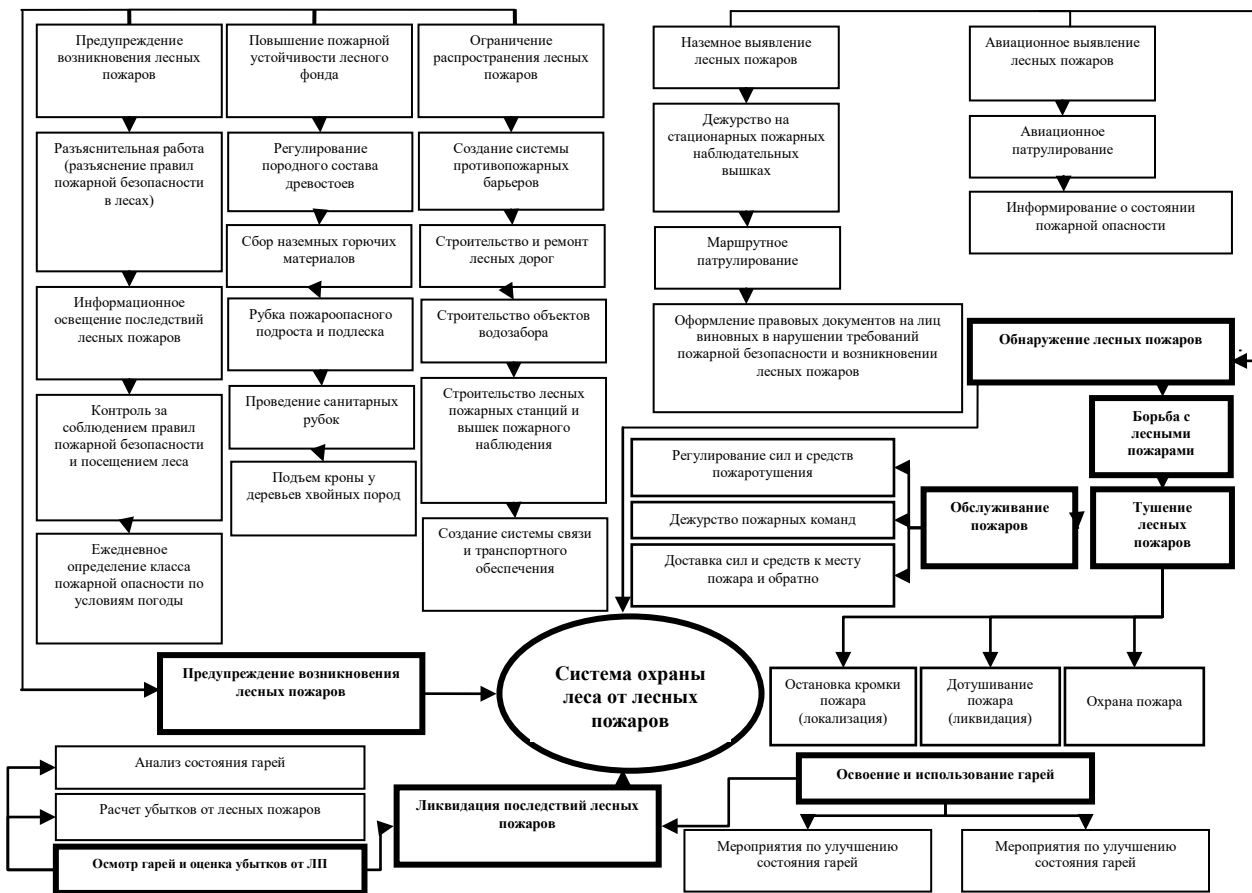 Предупреждение
возникновения лесных
пожаров
Разъяснительная работа
(разъяснение правил
пожарной безопасности
в лесах)
Информационное
освещение последствий
лесных пожаров
Контроль за
соблюдением правил
пожарной безопасности
и посещением леса
Ежедневное
определение класса
пожарной опасности по
условиям погоды
Повышение пожарной
устойчивости лесного
фонда
Регулирование
породного состава
древостоев
Сбор наземных горючих
материалов
Рубка пожароопасного
подроста и подлеска
Проведение санитарных
рубок
Подъем кроны у
деревьев хвойных пород
Ограничение
распространения лесных
пожаров
Создание системы
противопожарных
барьеров
Строительство и ремонт
лесных дорог
Строительство объектов
водозабора
Строительство лесных
пожарных станций и
вышек пожарного
наблюдения
Создание системы связи
и транспортного
обеспечения
Наземное выявление
лесных пожаров
Дежурство на
стационарных пожарных
наблюдательных
вышках
Маршрутное
патрулирование
Оформление правовых документов на лиц
виновных в нарушении требований
пожарной безопасности и возникновении
лесных пожаров
Авиационное выявление
лесных пожаров
Авиационное
патрулирование
Информирование о состоянии
пожарной опасности
Обнаружение лесных пожаров
Борьба с
лесными
пожарами
Тушение
лесных
пожаров
Обслуживание
пожаров
Регулирование сил и средств
пожаротушения
Дежурство пожарных команд
Доставка сил и средств к месту
пожара и обратно
Остановка кромки
пожара
(локализация)
Дотушивание
пожара
(ликвидация)
Охрана пожара
Предупреждение возникновения
лесных пожаров
Система охраны
леса от лесных
пожаров
Анализ состояния гарей
Расчет убытков от лесных пожаров
Осмотр гарей и оценка убытков от ЛП
Ликвидация последствий лесных
пожаров
Освоение и использование гарей
Мероприятия по улучшению
состояния гарей
Мероприятия по улучшению
состояния гарей